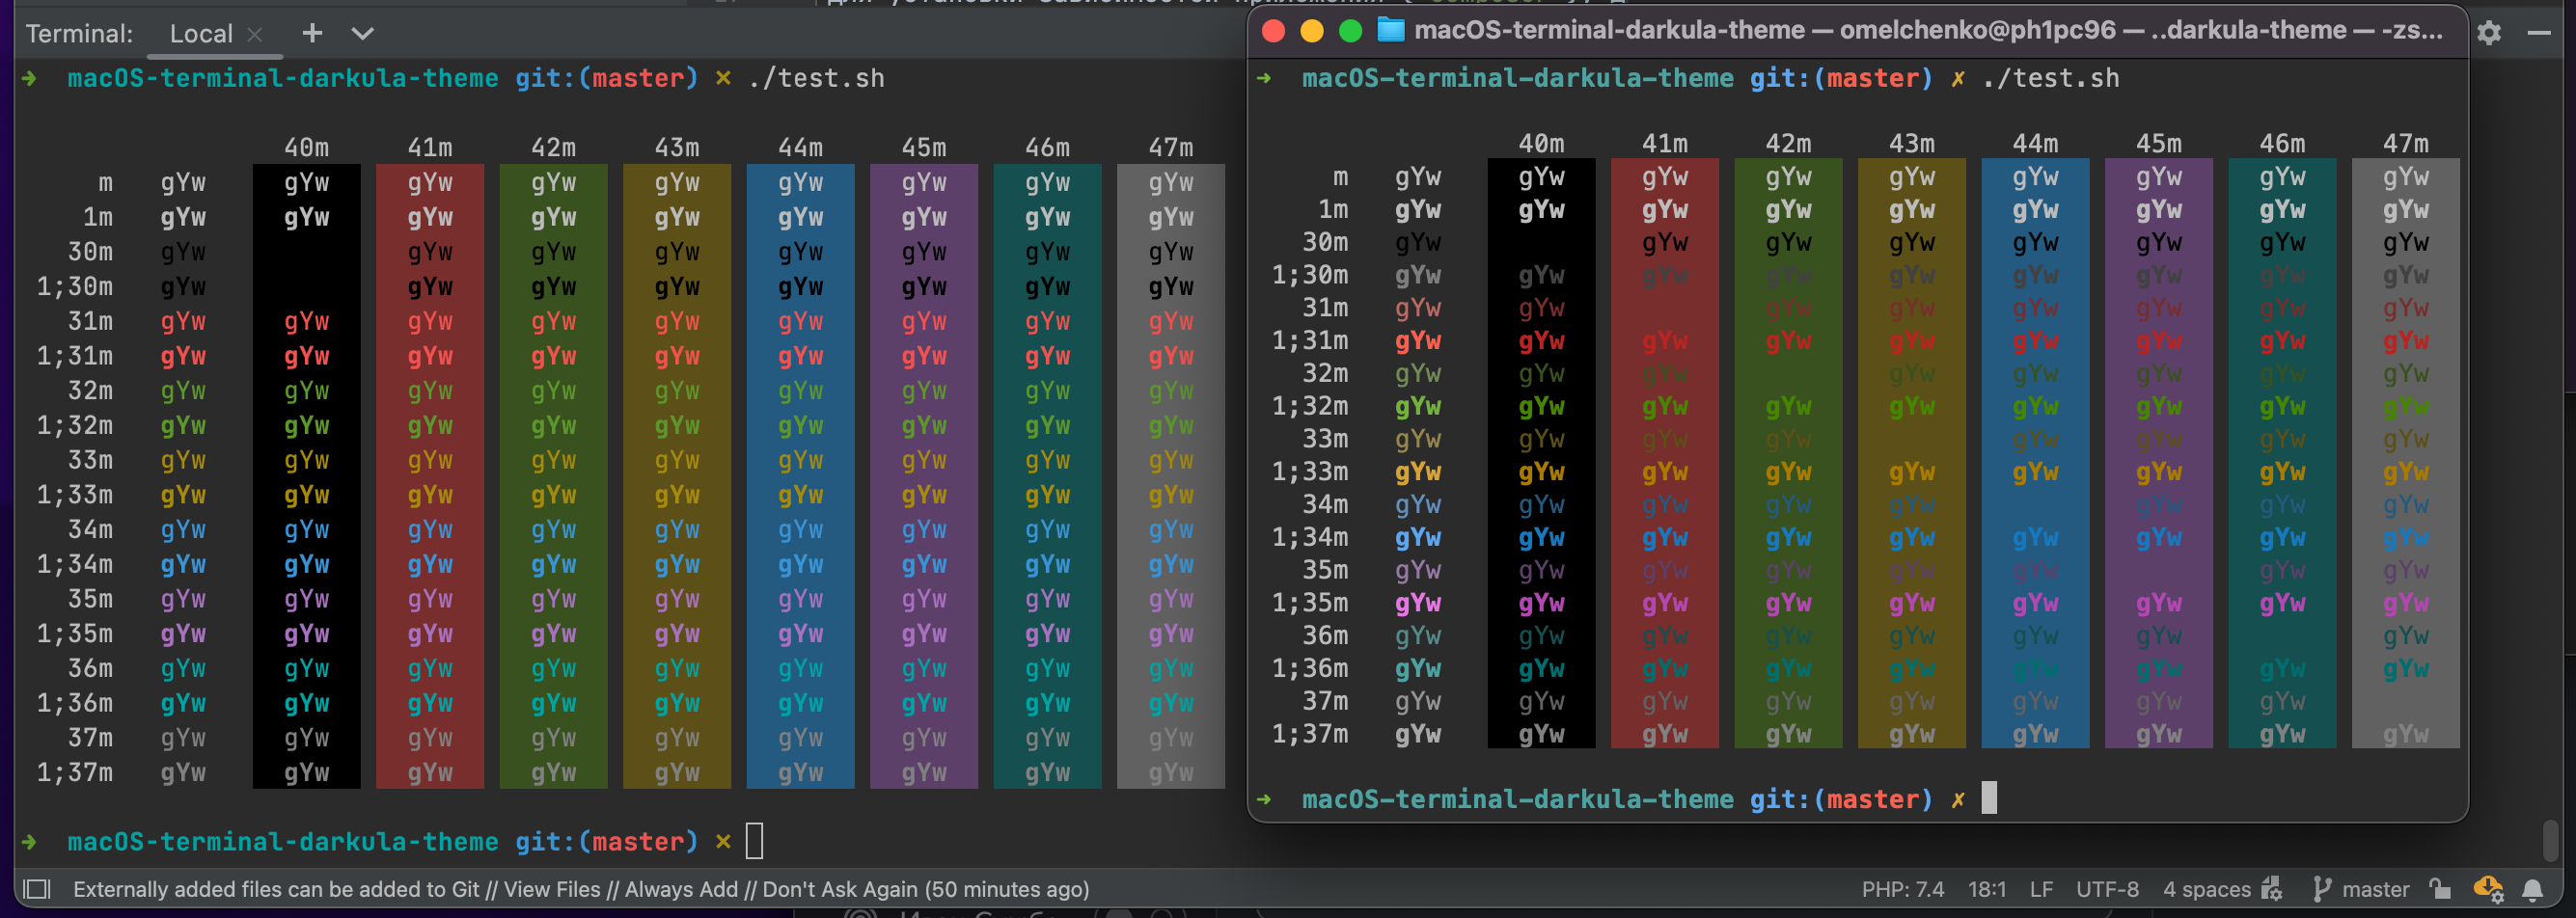 для установки зависимостей приложения
Terminal: Local × + 
➜ macOS-terminal-darkula-theme git:(master) ✗ ./test.sh
40m 41m 42m 43m 44m 45m 46m 47m
m gYw gYw gYw gYw gYw gYw gYw gYw gYw
1m gYw gYw gYw gYw gYw gYw gYw gYw gYw
30m gYw gYw gYw gYw gYw gYw gYw gYw
1;30m gYw gYw gYw gYw gYw gYw gYw gYw
31m gYw gYw gYw gYw gYw gYw gYw gYw gYw
1;31m gYw gYw gYw gYw gYw gYw gYw gYw gYw
32m gYw gYw gYw gYw gYw gYw gYw gYw gYw
1;32m gYw gYw gYw gYw gYw gYw gYw gYw gYw
33m gYw gYw gYw gYw gYw gYw gYw gYw gYw
1;33m gYw gYw gYw gYw gYw gYw gYw gYw gYw
34m gYw gYw gYw gYw gYw gYw gYw gYw gYw
1;34m gYw gYw gYw gYw gYw gYw gYw gYw gYw
35m gYw gYw gYw gYw gYw gYw gYw gYw gYw
1;35m gYw gYw gYw gYw gYw gYw gYw gYw gYw
36m gYw gYw gYw gYw gYw gYw gYw gYw gYw
1;36m gYw gYw gYw gYw gYw gYw gYw gYw gYw
37m gYw gYw gYw gYw gYw gYw gYw gYw gYw
1;37m gYw gYw gYw gYw gYw gYw gYw gYw gYw
➜ macOS-terminal-darkula-theme git:(master) ✗
macOS-terminal-darkula-theme — omelchenko@ph1pc96 — ..darkula-theme — -zs...
➜ macOS-terminal-darkula-theme git:(master) ✗ ./test.sh
40m 41m 42m 43m 44m 45m 46m 47m
m gYw gYw gYw gYw gYw gYw gYw gYw gYw
1m gYw gYw gYw gYw gYw gYw gYw gYw gYw
30m gYw gYw gYw gYw gYw gYw gYw gYw
1;30m gYw gYw gYw gYw gYw gYw gYw gYw gYw
31m gYw gYw gYw gYw gYw gYw gYw gYw
1;31m gYw gYw gYw gYw gYw gYw gYw gYw gYw
32m gYw gYw gYw gYw gYw gYw gYw gYw
1;32m gYw gYw gYw gYw gYw gYw gYw gYw gYw
33m gYw gYw gYw gYw gYw gYw gYw gYw
1;33m gYw gYw gYw gYw gYw gYw gYw gYw gYw
34m gYw gYw gYw gYw gYw gYw gYw gYw
1;34m gYw gYw gYw gYw gYw gYw gYw gYw gYw
35m gYw gYw gYw gYw gYw gYw gYw gYw
1;35m gYw gYw gYw gYw gYw gYw gYw gYw gYw
36m gYw gYw gYw gYw gYw gYw gYw gYw
1;36m gYw gYw gYw gYw gYw gYw gYw gYw gYw
37m gYw gYw gYw gYw gYw gYw gYw gYw
1;37m gYw gYw gYw gYw gYw gYw gYw gYw gYw
➜ macOS-terminal-darkula-theme git:(master) ✗
Externally added files can be added to Git // View Files // Always Add // Don't Ask Again (50 minutes ago)
PHP: 7.4 18:1 LF UTF-8 4 spaces master